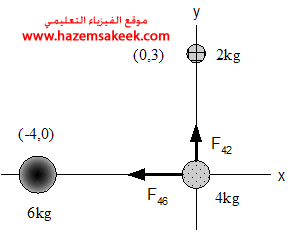 موقع الفيزياء التعليمي
www.hazemsakeek.com
y
(0,3)
2kg
(-4,0)
F42
x
F46
4kg
6kg